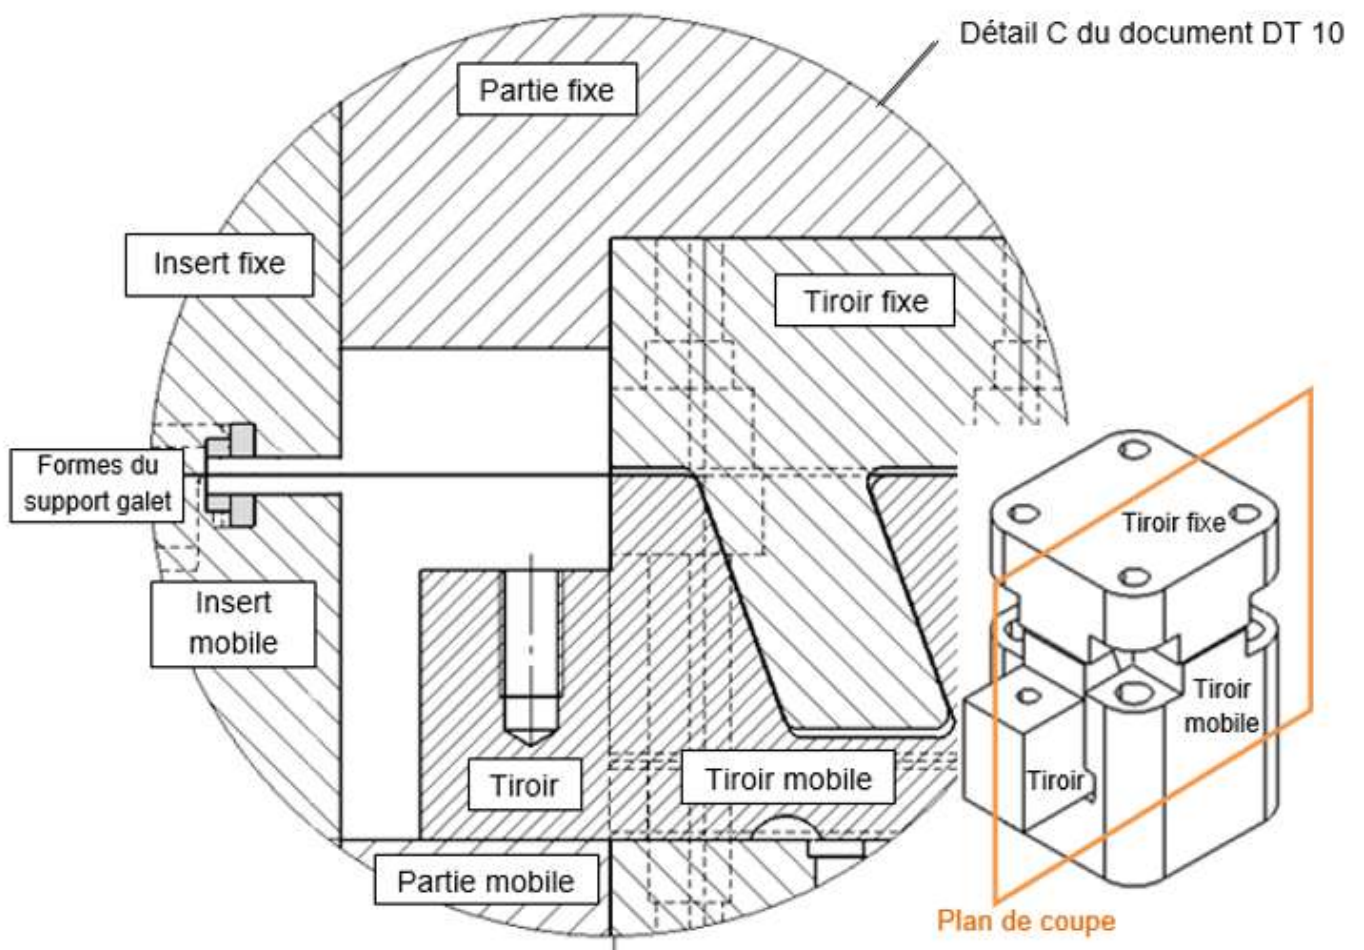 Détail C du document DT 10
Partie fixe
Insert fixe
Tiroir fixe
Formes du
support galet
Insert
mobile
Tiroir
Tiroir mobile
Partie mobile
Tiroir fixe
Tiroir
mobile
Tiroir
Plan de coupe